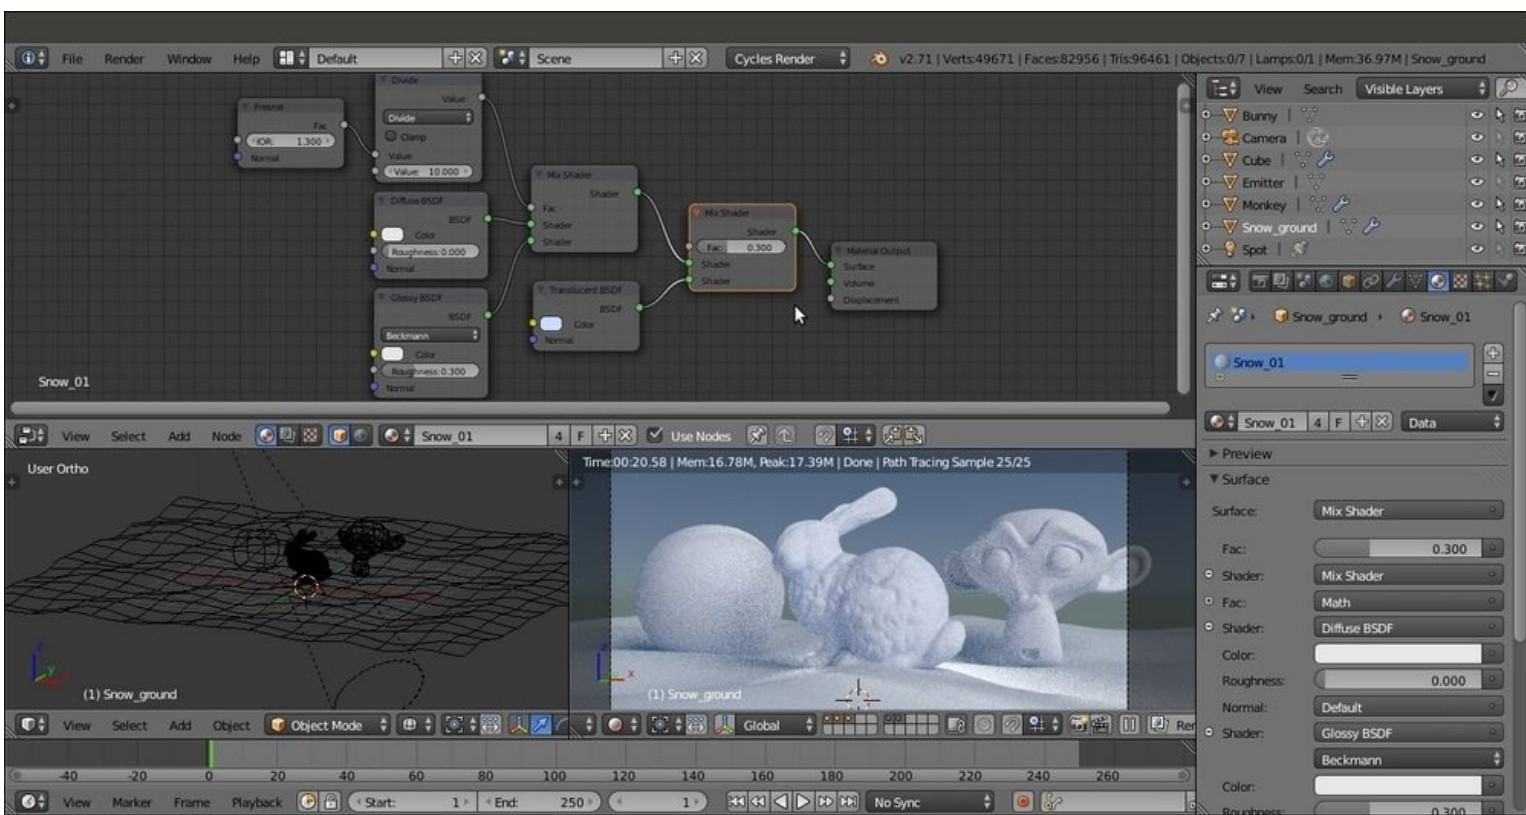 File Render Window Help Default Scene Cycles Render v2.71 | Verts:49671 | Faces:82956 | Tris:96461 | Objects:0/7 | Lamps:0/1 | Mem:36.97M | Snow_ground
Divide
Value
Divide
Clamp
Value
Value: 10.000
Fresnel
Fac
IOR: 1.300
Normal
Diffuse BSDF
BSDF
Color
Roughness:0.000
Normal
Glossy BSDF
BSDF
Beckmann
Color
Roughness:0.300
Normal
Mix Shader
Shader
Fac
Shader
Shader
Translucent BSDF
BSDF
Color
Normal
Mix Shader
Shader
Fac: 0.300
Shader
Shader
Material Output
Surface
Volume
Displacement
Snow_01
View Select Add Node Snow_01 4 F Use Nodes
User Ortho
(1) Snow_ground
View Select Add Object Object Mode
Time:00:20.58 | Mem:16.78M, Peak:17.39M | Done | Path Tracing Sample 25/25
(1) Snow_ground
Global Rer
-40 -20 0 20 40 60 80 100 120 140 160 180 200 220 240 260
View Marker Frame Playback Start: 1 End: 250 1 No Sync
View Search Visible Layers
Bunny
Camera
Cube
Emitter
Monkey
Snow_ground
Spot
Snow_ground Snow_01
Snow_01
Snow_01 4 F Data
Preview
Surface
Surface: Mix Shader
Fac: 0.300
Shader: Mix Shader
Fac: Math
Shader: Diffuse BSDF
Color:
Roughness: 0.000
Normal: Default
Shader: Glossy BSDF
Beckmann
Color:
Roughness: 0.300